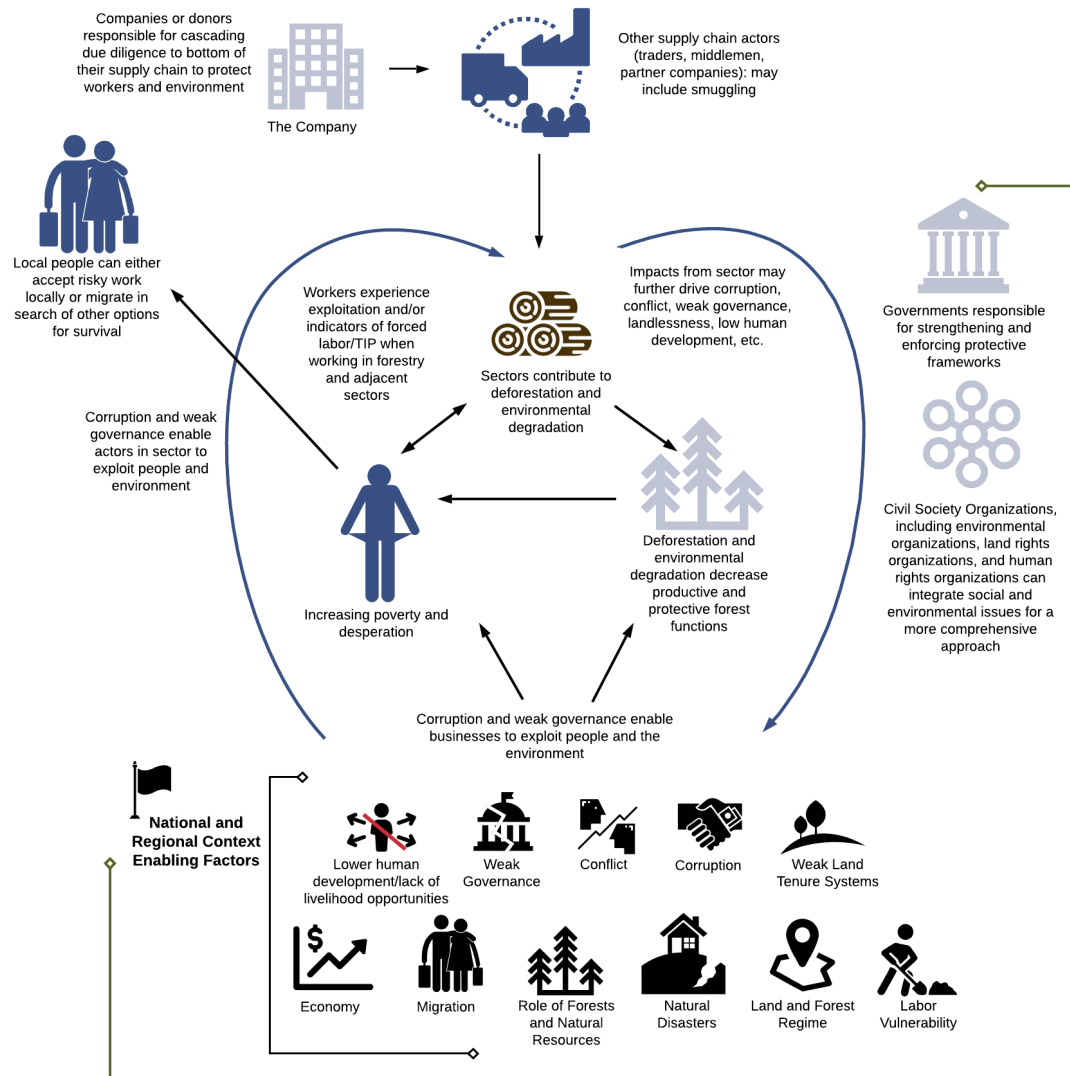 Companies or donors
responsible for cascading
due diligence to bottom of
their supply chain to protect
workers and environment
The Company
Other supply chain actors
(traders, middlemen,
partner companies): may
include smuggling
Local people can either
accept risky work
locally or migrate in
search of other options
for survival
Workers experience
exploitation and/or
indicators of forced
labor/TIP when
working in forestry
and adjacent
sectors
Impacts from sector may
further drive corruption,
conflict, weak governance,
landlessness, low human
development, etc.
Governments responsible
for strengthening and
enforcing protective
frameworks
Sectors contribute to
deforestation and
environmental
degradation
Corruption and weak
governance enable
actors in sector to
exploit people and
environment
Civil Society Organizations,
including environmental
organizations, land rights
organizations, and human
rights organizations can
integrate social and
environmental issues for a
more comprehensive
approach
Deforestation and
environmental
degradation decrease
productive and
protective forest
functions
Increasing poverty and
desperation
Corruption and weak governance enable
businesses to exploit people and the
environment
National and
Regional Context
Enabling Factors
Lower human
development/lack of
livelihood opportunities
Weak
Governance
Conflict
Corruption
Weak Land
Tenure Systems
$
Economy
Migration
Role of Forests
and Natural
Resources
Natural
Disasters
Land and Forest
Regime
Labor
Vulnerability